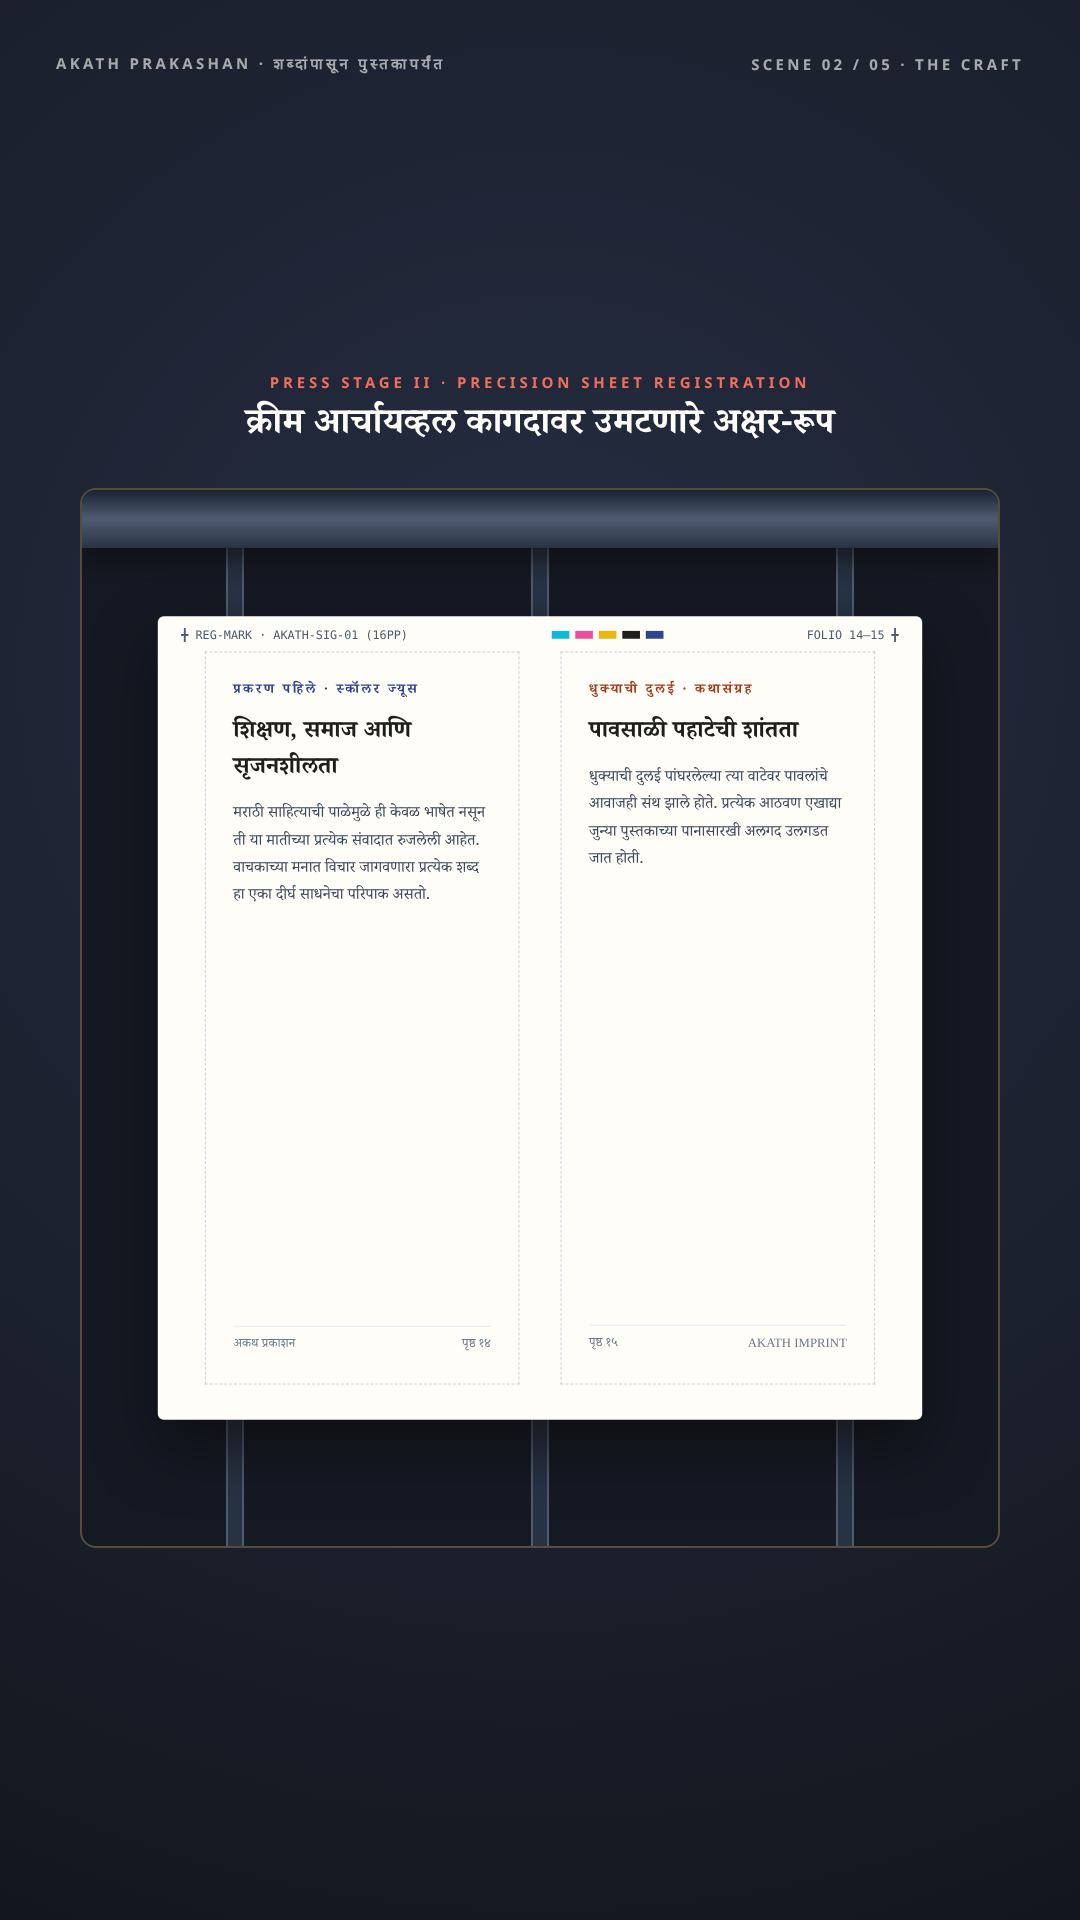 AKATH PRAKASHAN · शब्दांपासून पुस्तकापर्यंत
SCENE 02 / 05 · THE CRAFT
PRESS STAGE II · PRECISION SHEET REGISTRATION
क्रीम आर्चायव्हल कागदावर उमटणारे अक्षर-रूप
╋ REG-MARK · AKATH-SIG-01 (16PP)
FOLIO 14–15 ╋
प्रकरण पहिले · स्कॉलर ज्यूस
शिक्षण, समाज आणि
सृजनशीलता
मराठी साहित्याची पाळेमुळे ही केवळ भाषेत नसून
ती या मातीच्या प्रत्येक संवादात रुजलेली आहेत.
वाचकाच्या मनात विचार जागवणारा प्रत्येक शब्द
हा एका दीर्घ साधनेचा परिपाक असतो.
अकथ प्रकाशन
पृष्ठ १४
धुक्याची दुलई · कथासंग्रह
पावसाळी पहाटेची शांतता
धुक्याची दुलई पांघरलेल्या त्या वाटेवर पावलांचे
आवाजही संथ झाले होते. प्रत्येक आठवण एखाद्या
जुन्या पुस्तकाच्या पानासारखी अलगद उलगडत
जात होती.
पृष्ठ १५
AKATH IMPRINT